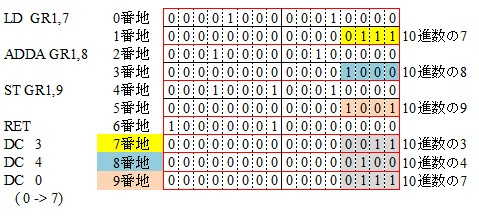 LD GR1,7 0番地 0 0 0 1 0 0 0 0 0 0 0 1 0 0 0 0
1番地 0 0 0 0 0 0 0 0 0 0 0 0 0 1 1 1 10進数の7
ADDA GR1,8 2番地 0 0 1 0 0 0 0 0 0 0 0 1 0 0 0 0
3番地 0 0 0 0 0 0 0 0 0 0 0 0 1 0 0 0 10進数の8
ST GR1,9 4番地 0 0 0 1 0 0 0 1 0 0 0 1 0 0 0 0
5番地 0 0 0 0 0 0 0 0 0 0 0 0 1 0 0 1 10進数の9
RET 6番地 1 0 0 0 0 0 0 1 0 0 0 0 0 0 0 0
DC 3 7番地 0 0 0 0 0 0 0 0 0 0 0 0 0 0 1 1 10進数の3
DC 4 8番地 0 0 0 0 0 0 0 0 0 0 0 0 0 1 0 0 10進数の4
DC 0 9番地 0 0 0 0 0 0 0 0 0 0 0 0 0 1 1 1 10進数の7
( 0 -> 7)